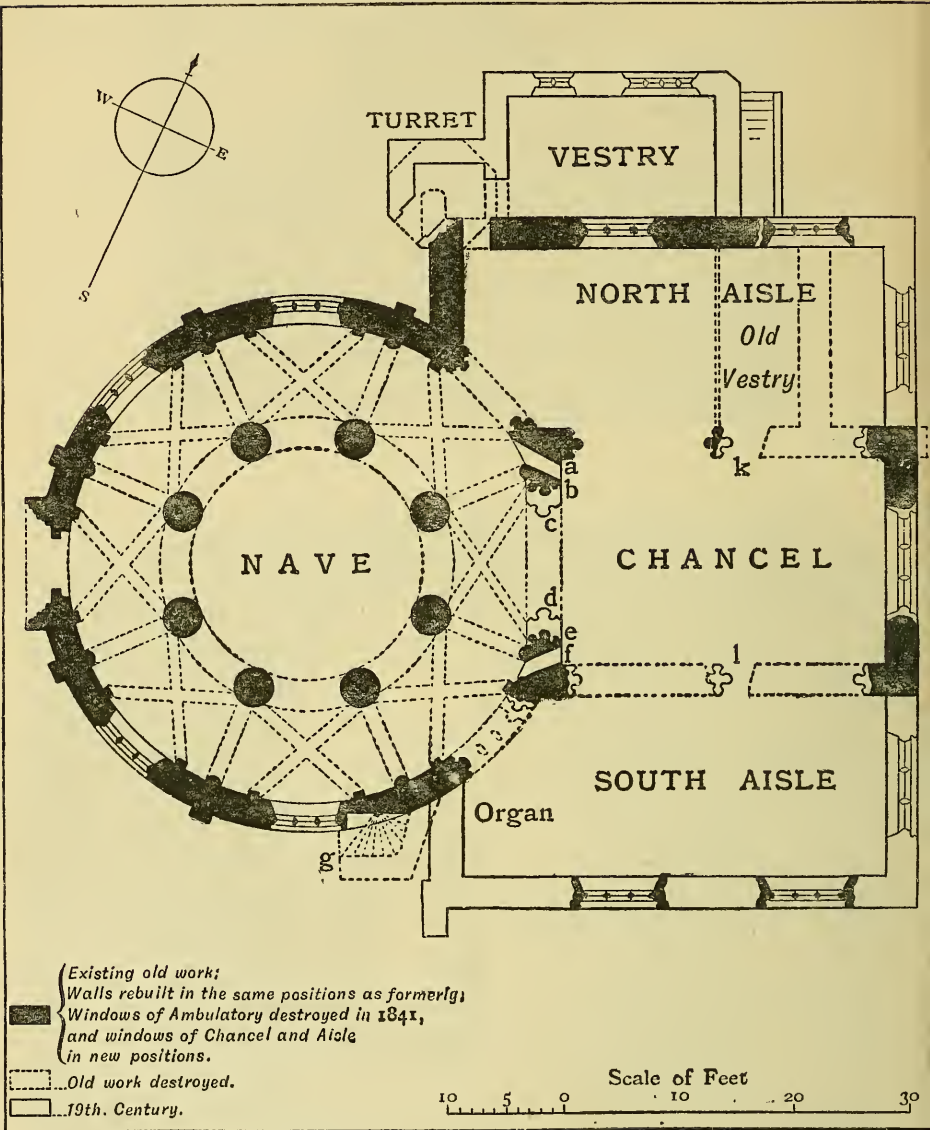 W
E
S
TURRET
VESTRY
NORTH AISLE
Old
Vestry
a
b
c
k
NAVE
CHANCEL
d
e
f
l
SOUTH AISLE
Organ
g
Existing old work;
Walls rebuilt in the same positions as formerly;
Windows of Ambulatory destroyed in 1841,
and windows of Chancel and Aisle
in new positions.
Old work destroyed.
19th. Century.
Scale of Feet
10 5 0 10 20 30